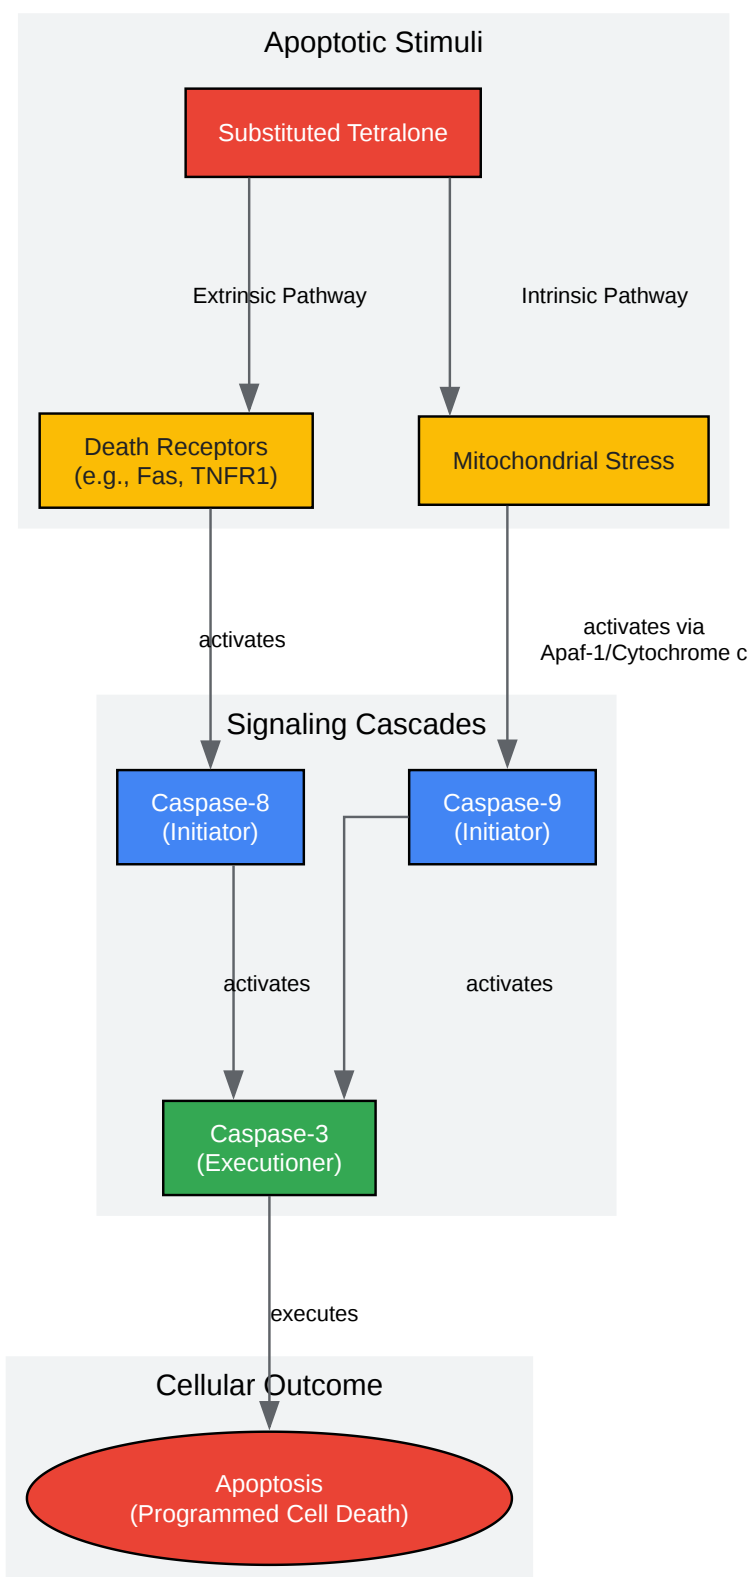 Apoptotic Stimuli
Substituted Tetralone
Extrinsic Pathway
Intrinsic Pathway
Death Receptors
(e.g., Fas, TNFR1)
Mitochondrial Stress
activates
activates via
Apaf-1/Cytochrome c
Signaling Cascades
Caspase-8
(Initiator)
Caspase-9
(Initiator)
activates
activates
Caspase-3
(Executioner)
executes
Cellular Outcome
Apoptosis
(Programmed Cell Death)